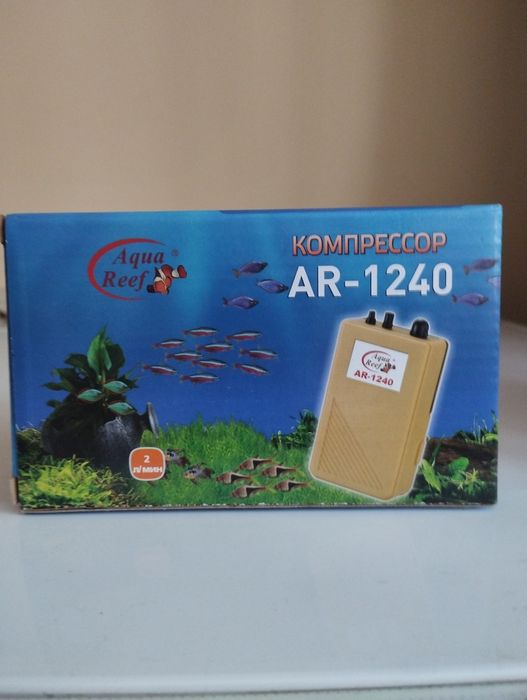 Aqua ®
Reef
КОМПРЕССОР
AR-1240
Aqua
Reef
AR-1240
2
л/мин